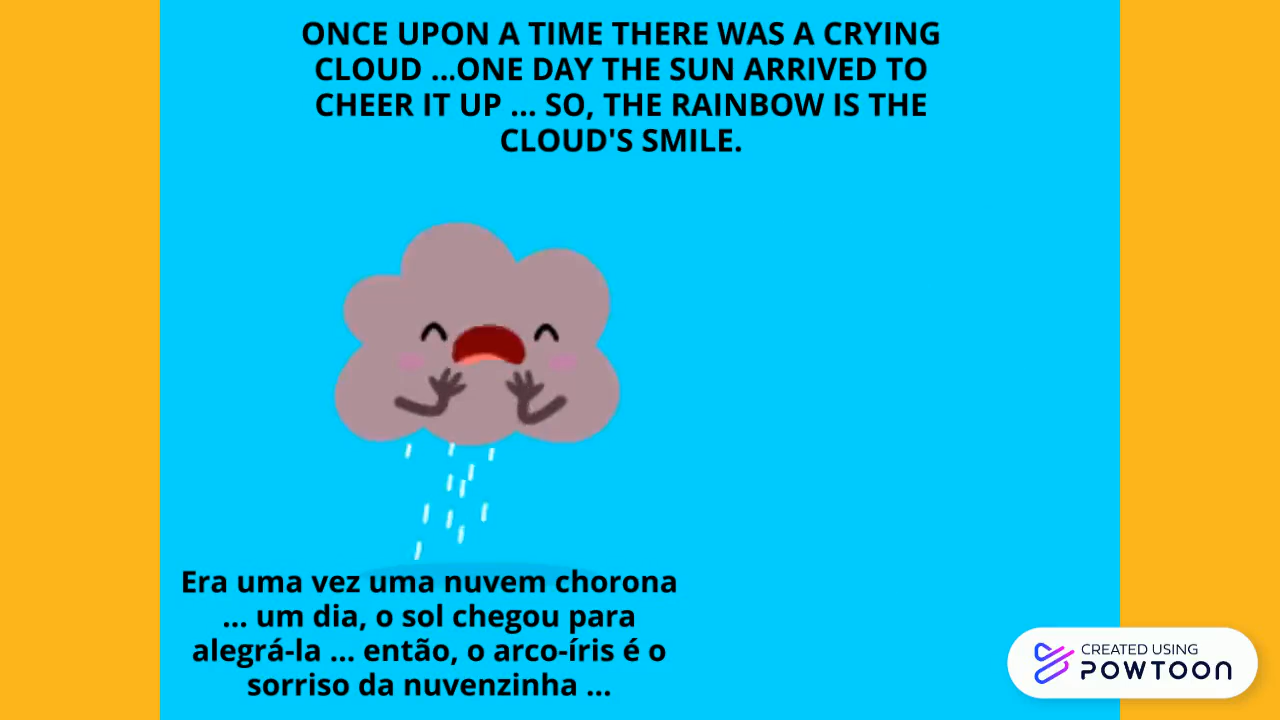 ONCE UPON A TIME THERE WAS A CRYING
CLOUD ...ONE DAY THE SUN ARRIVED TO
CHEER IT UP ... SO, THE RAINBOW IS THE
CLOUD'S SMILE.
Era uma vez uma nuvem chorona
... um dia, o sol chegou para
alegrá-la ... então, o arco-íris é o
sorriso da nuvenzinha ...
CREATED USING
POWTOON